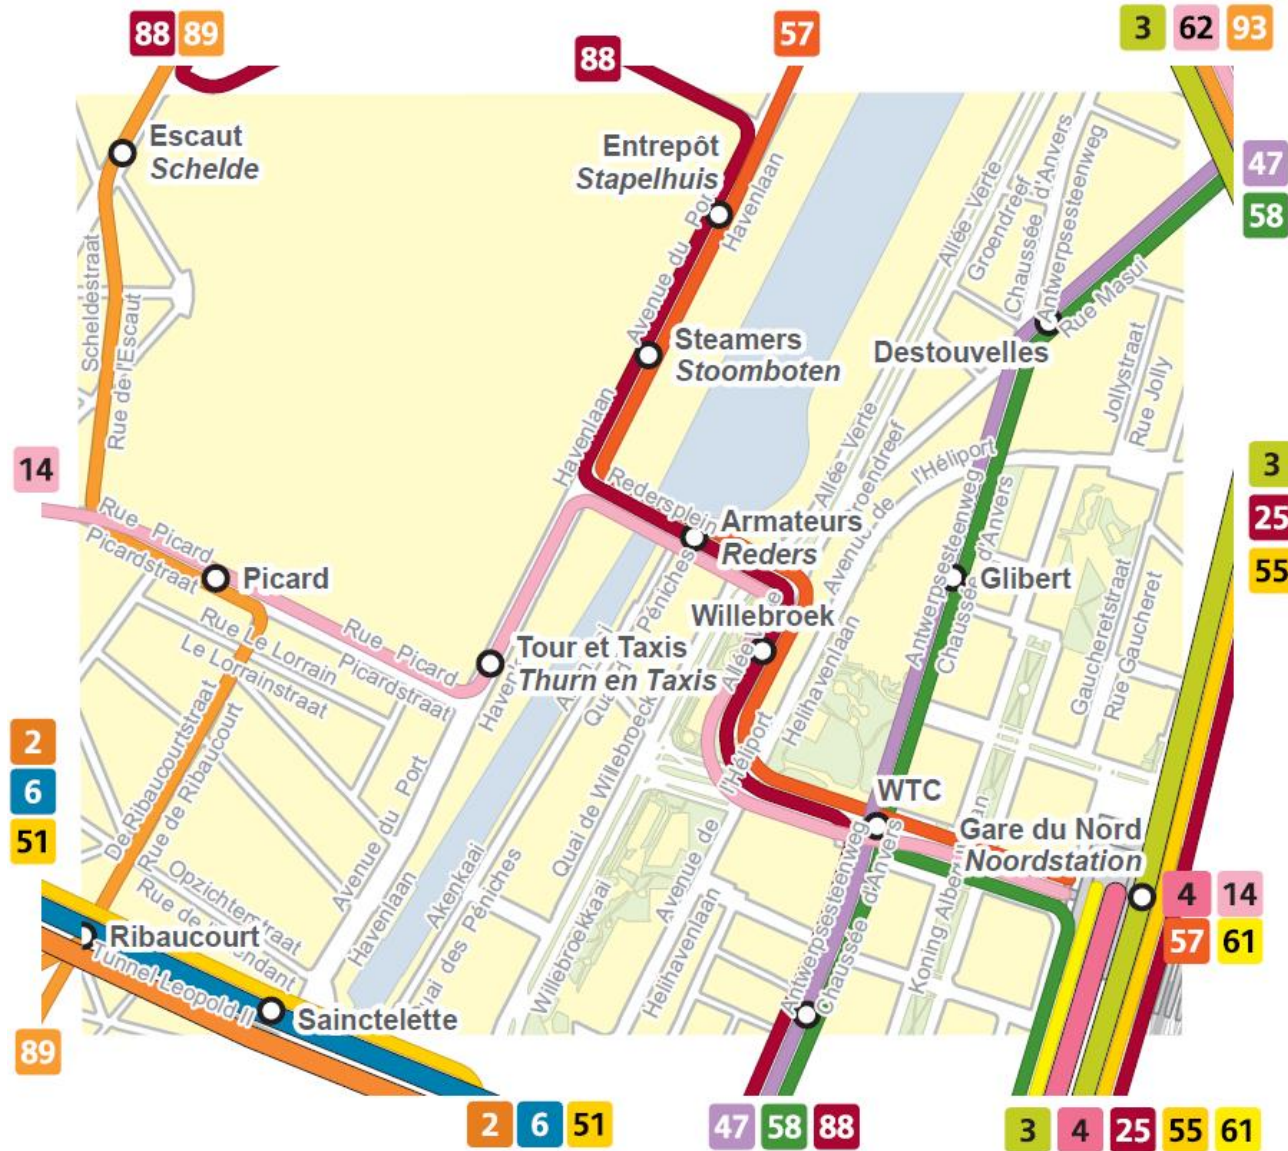 88 89
88
57
3 62 93
Escaut
Schelde
Entrepôt
Stapelhuis
47
58
Avenue du Port
Havenlaan
Allée Verte
Groendreef
Chaussée d'Anvers
Antwerpsesteenweg
Rue Masui
Scheldestraat
Rue de l'Escaut
Steamers
Stoomboten
Destouvelles
Jollystraat
Rue Jolly
14
Havenlaan
Redersplein
Allée Verte
Groendreef
Avenue de l'Héliport
3
25
55
Rue Picard
Picardstraat
Armateurs
Reders
Antwerpsesteenweg
Chaussée d'Anvers
Picard
Glibert
Rue Le Lorrain
Le Lorrainstraat
Rue Picard
Picardstraat
Willebroek
Helihavenlaan
Gaucheretstraat
Rue Gaucheret
Tour et Taxis
Thurn en Taxis
2
6
51
De Ribaucourtstraat
Rue de Ribaucourt
Avenue du Port
Havenlaan
Akenkaai
Quai des Péniches
Quai de Willebroeck
Willebroekkaai
l'Héliport
Avenue de
Helihavenlaan
WTC
Gare du Nord
Noordstation
4 14
57 61
Antwerpsesteenweg
Chaussée d'Anvers
Opzichterstraat
Ribaucourt
Tunnel Leopold II
Sainctelette
89
2 6 51
47 58 88
3 4 25 55 61